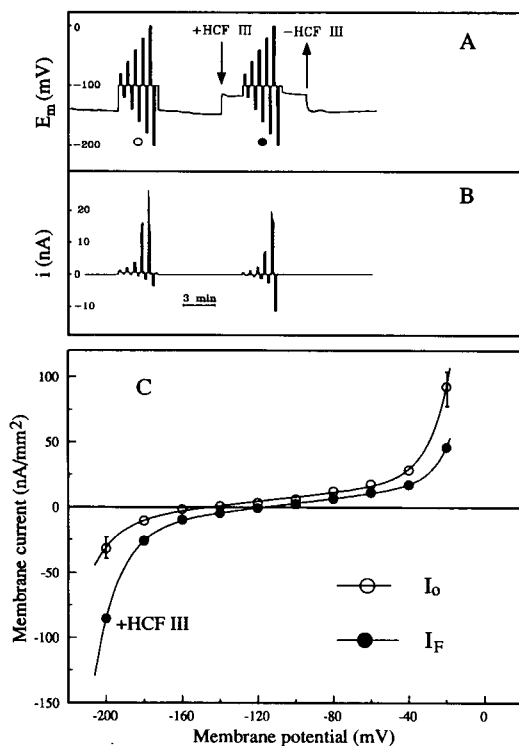 +HCF III
−HCF III
A
E_m (mV)
0
−100
−200
B
i (nA)
20
10
0
−10
3 min
C
Membrane current (nA/mm²)
100
50
0
-50
-100
-150
+HCF III
I_o
I_F
-200
-160
-120
-80
-40
0
Membrane potential (mV)